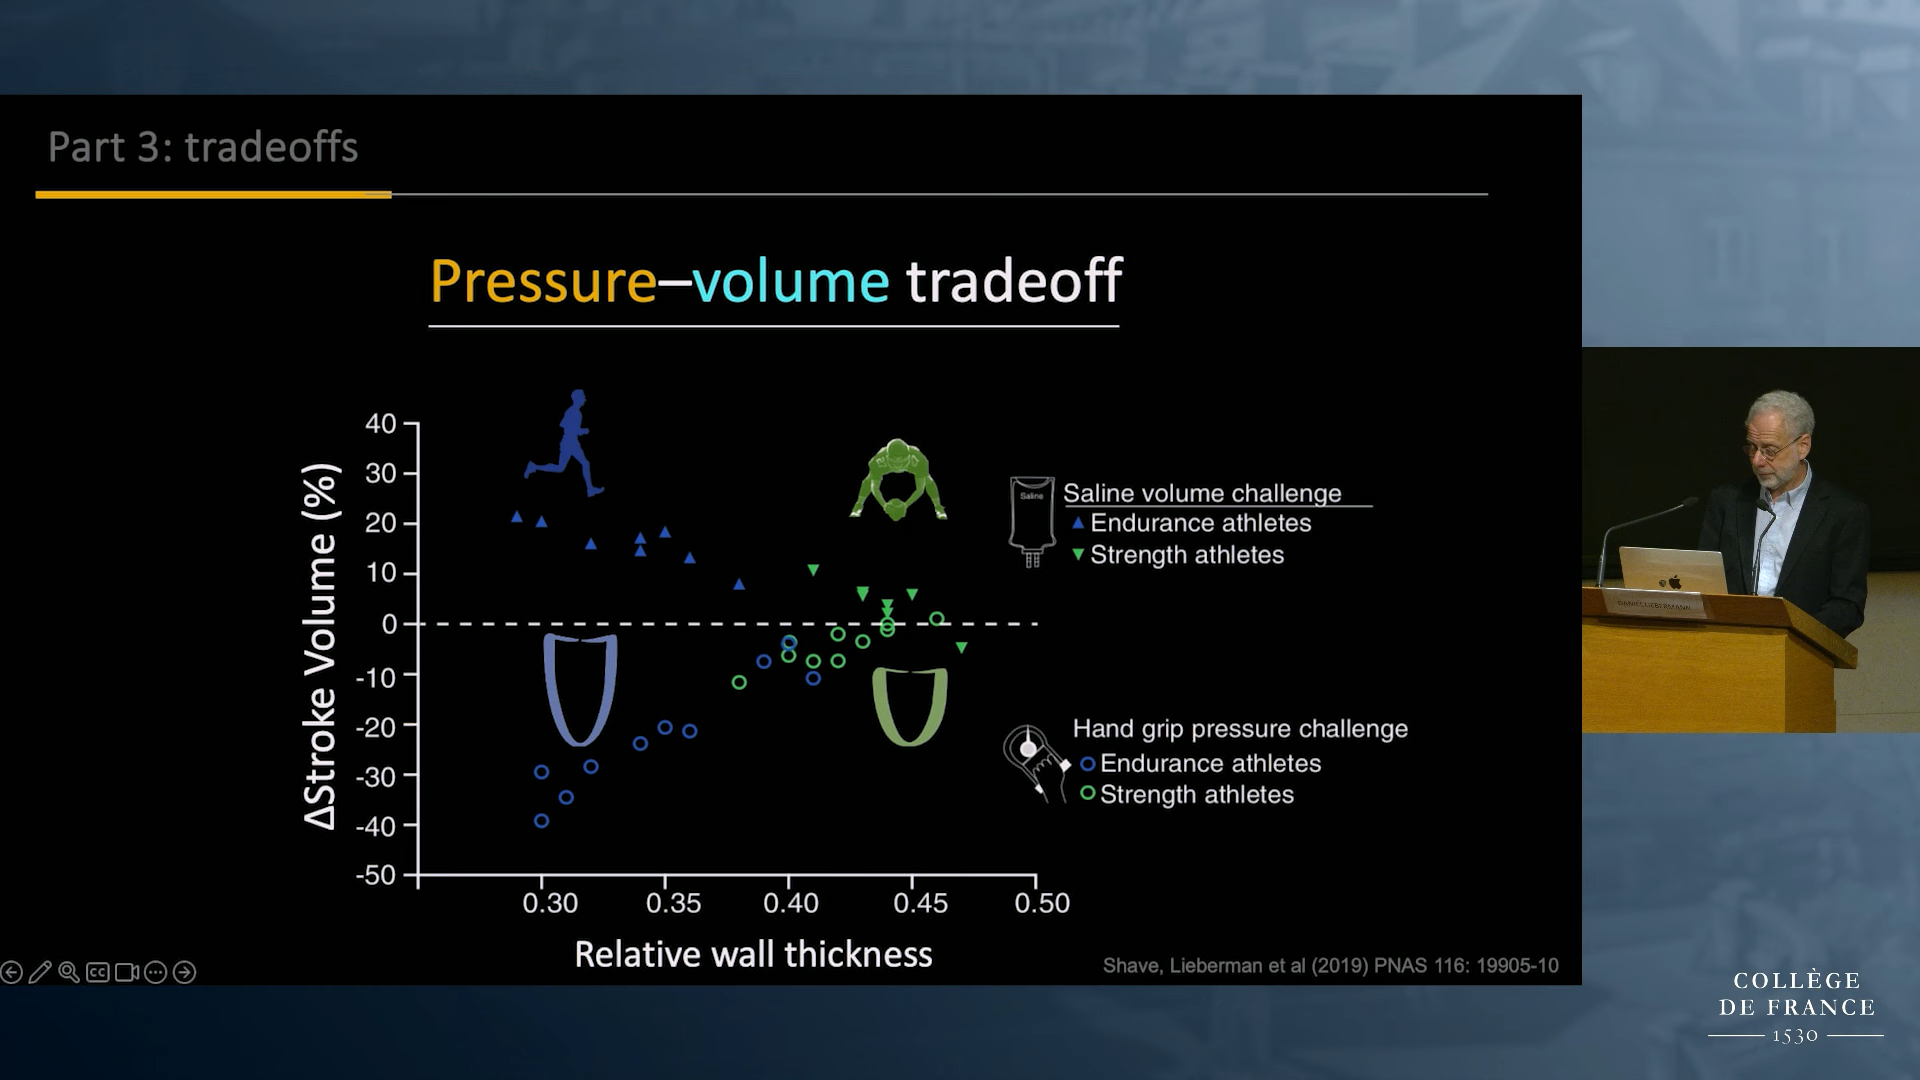 Part 3: tradeoffs
Pressure–volume tradeoff
40
30
20
10
0
-10
-20
-30
-40
-50
ΔStroke Volume (%)
0.30
0.35
0.40
0.45
0.50
Relative wall thickness
Saline
Saline volume challenge
Endurance athletes
Strength athletes
Hand grip pressure challenge
Endurance athletes
Strength athletes
Shave, Lieberman et al (2019) PNAS 116: 19905-10
CC
DANIEL LIEBERMANN
COLLÈGE
DE FRANCE
1530